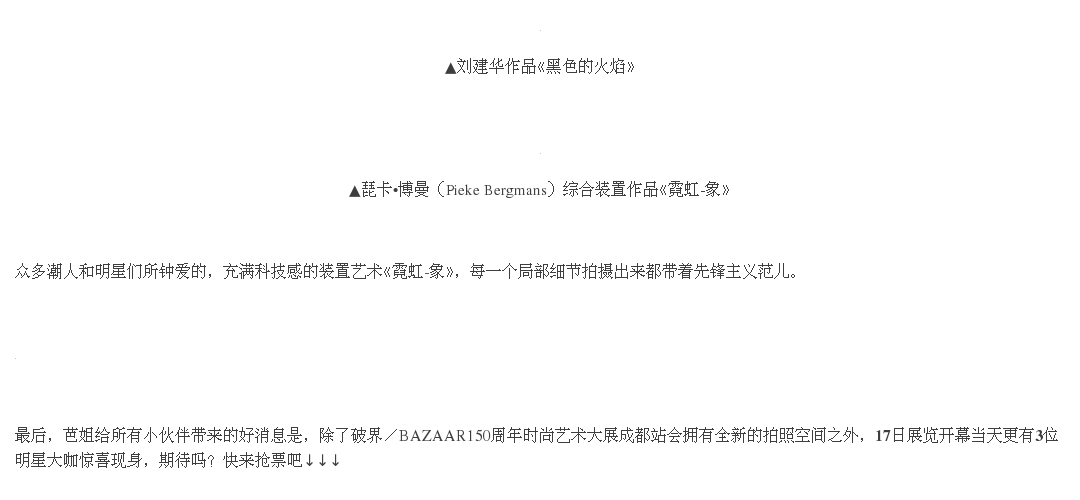 ▲刘建华作品《黑色的火焰》
▲琵卡•博曼（Pieke Bergmans）综合装置作品《霓虹-象》
众多潮人和明星们所钟爱的，充满科技感的装置艺术《霓虹-象》，每一个局部细节拍摄出来都带着先锋主义范儿。
最后，芭姐给所有小伙伴带来的好消息是，除了破界／BAZAAR150周年时尚艺术大展成都站会拥有全新的拍照空间之外，17日展览开幕当天更有3位
明星大咖惊喜现身，期待吗？快来抢票吧↓↓↓